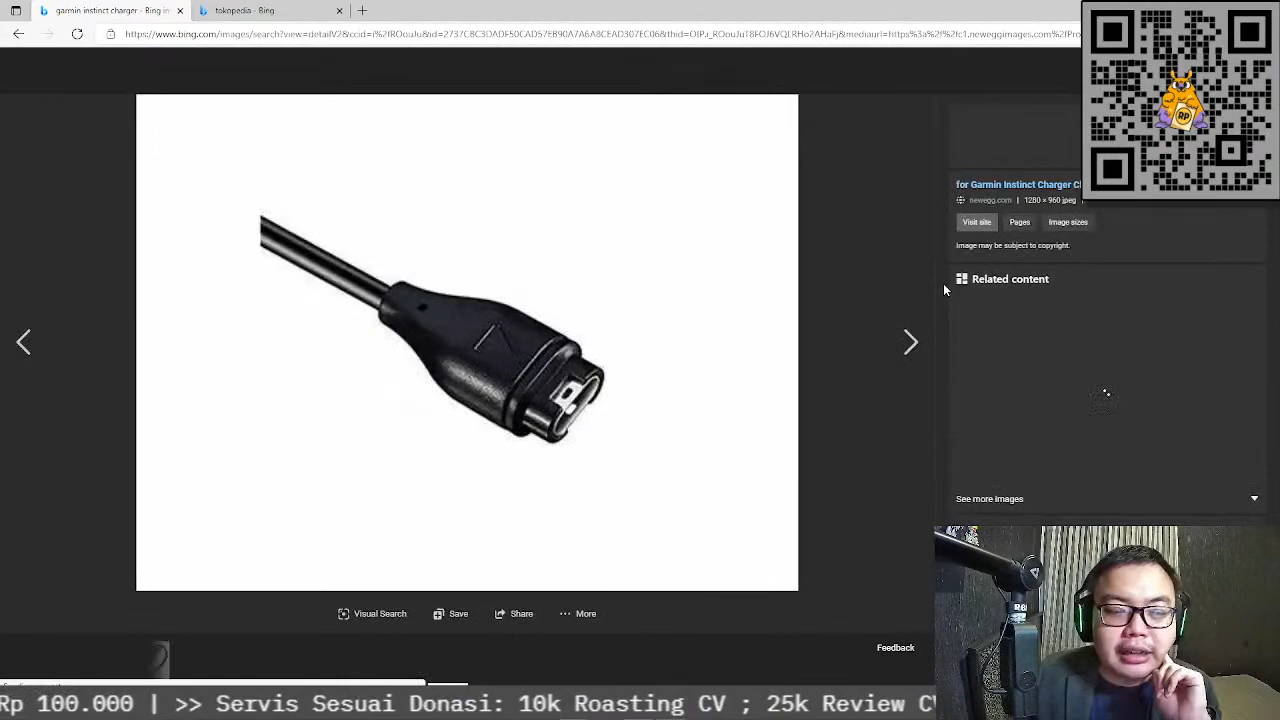 garmin instinct charger - Bing in
tokopedia - Bing
for Garmin Instinct Charger C
newegg.com | 1280 × 960 jpeg |
Visit site
Pages
Image sizes
Image may be subject to copyright.
Related content
See more images
Visual Search
Save
Share
More
Feedback
RP
Rp 100.000 | >> Servis Sesuai Donasi: 10k Roasting CV ; 25k Review C